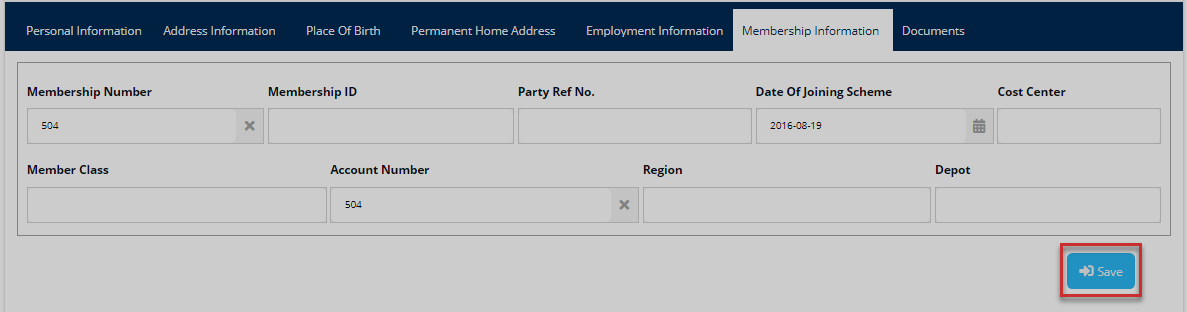 Personal Information Address Information Place Of Birth Permanent Home Address Employment Information Membership Information Documents
Membership Number Membership ID Party Ref No. Date Of Joining Scheme Cost Center
504 2016-08-19
Member Class Account Number Region Depot
504
Save